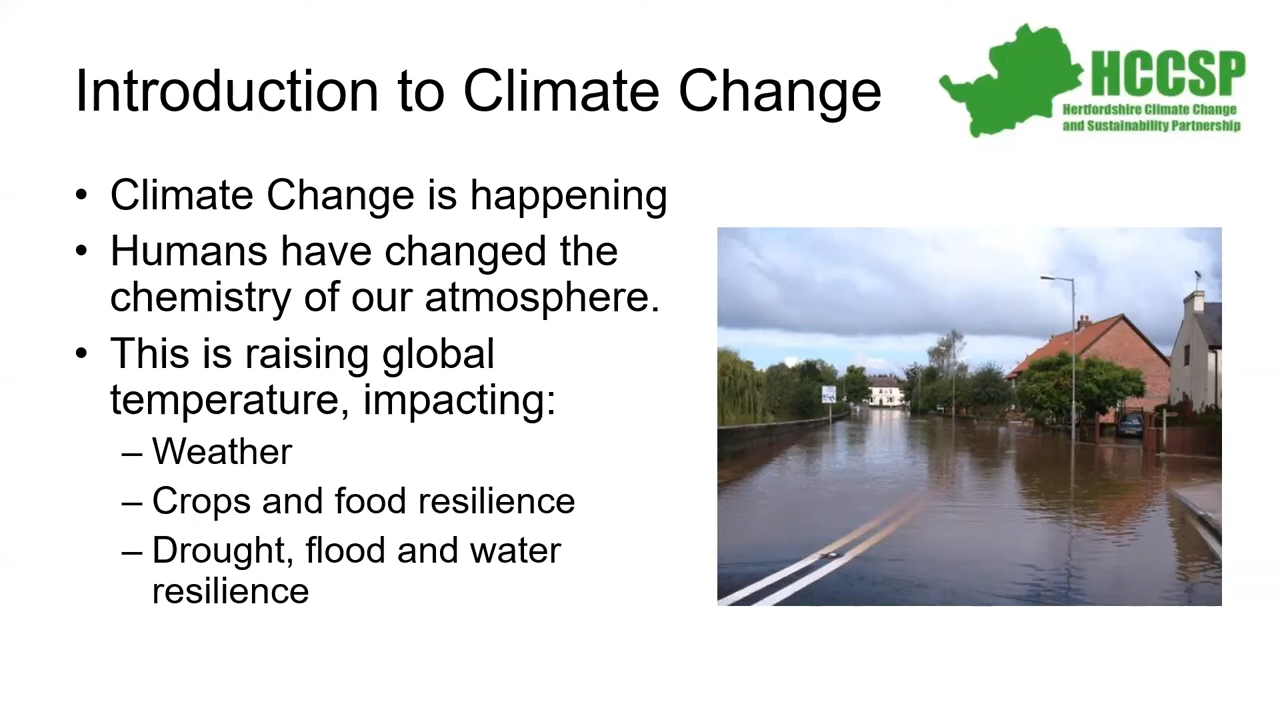 Introduction to Climate Change
HCCSP
Hertfordshire Climate Change
and Sustainability Partnership
• Climate Change is happening
• Humans have changed the
chemistry of our atmosphere.
• This is raising global
temperature, impacting:
– Weather
– Crops and food resilience
– Drought, flood and water
resilience